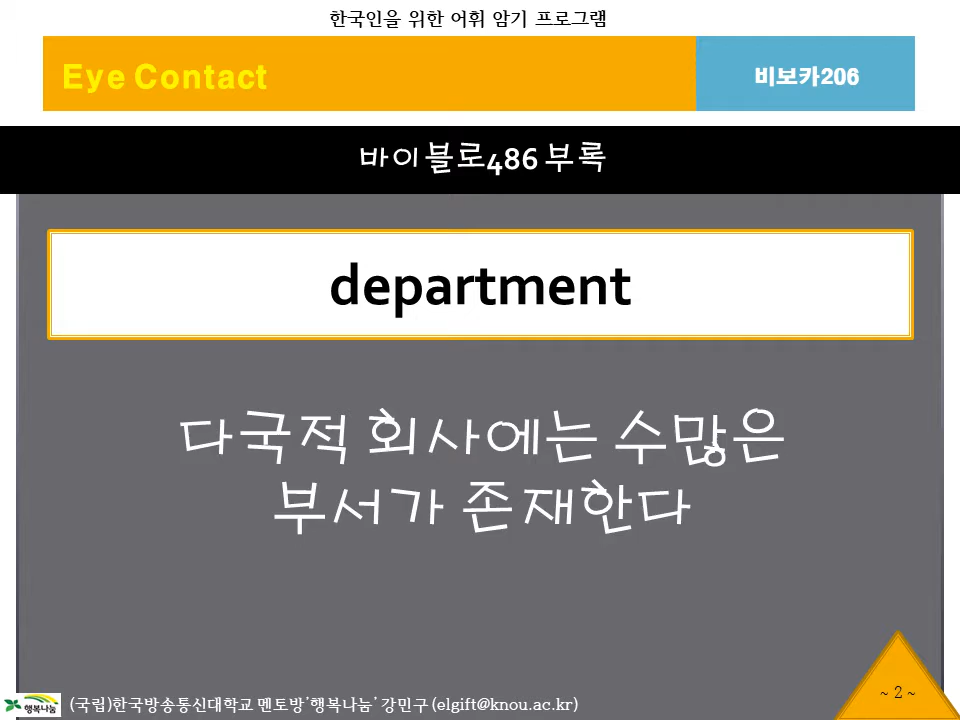 한국인을 위한 어휘 암기 프로그램
Eye Contact
비보카206
바이블로486 부록
department
다국적 회사에는 수많은
부서가 존재한다
~ 2 ~
행복나눔
(국립)한국방송통신대학교 멘토방'행복나눔' 강민구 (elgift@knou.ac.kr)